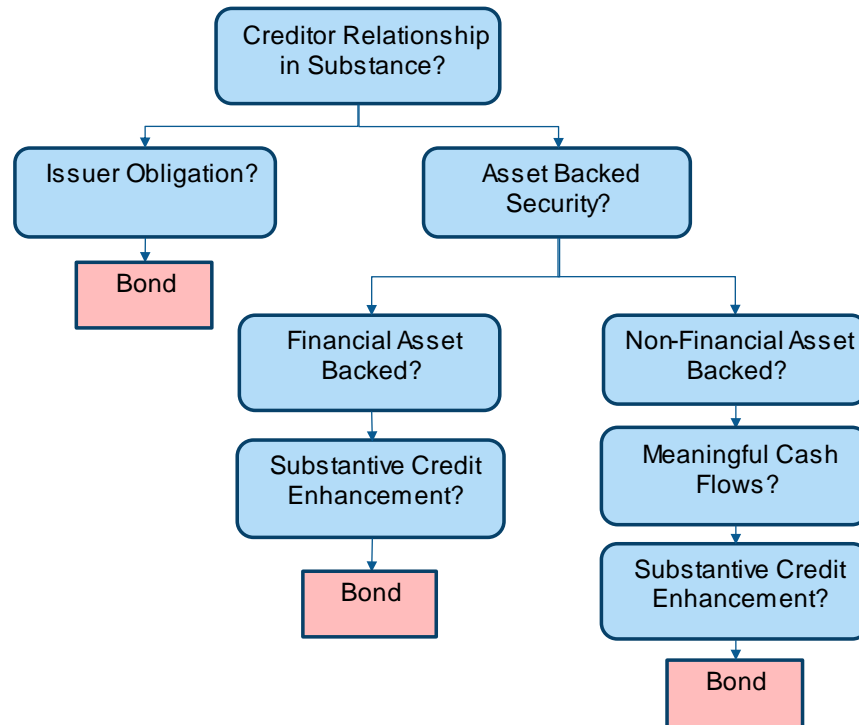 Creditor Relationship
in Substance?
Issuer Obligation?
Asset Backed
Security?
Bond
Financial Asset
Backed?
Non-Financial Asset
Backed?
Substantive Credit
Enhancement?
Meaningful Cash
Flows?
Bond
Substantive Credit
Enhancement?
Bond